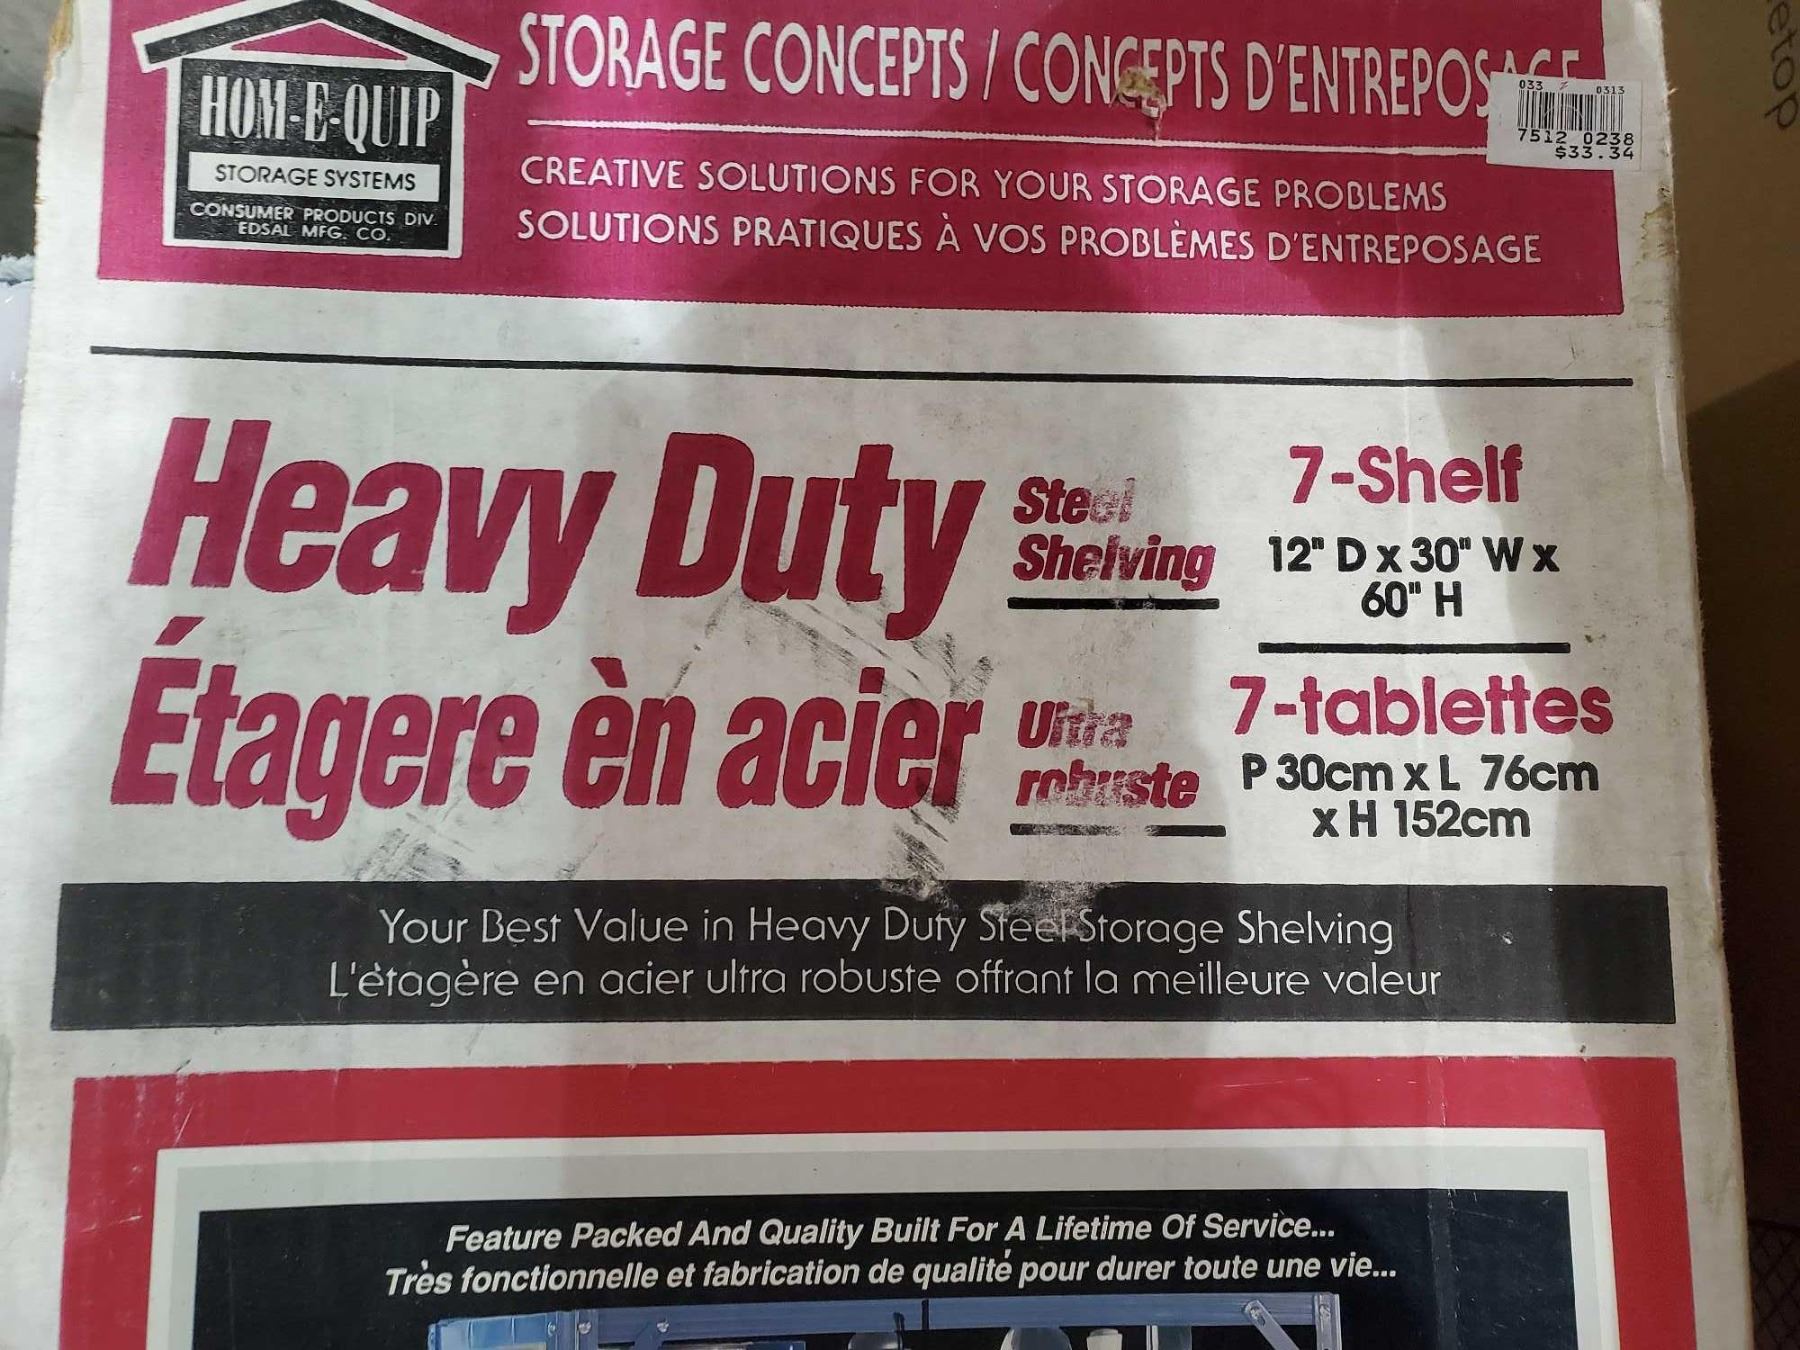 HOM-E-QUIP
STORAGE SYSTEMS
CONSUMER PRODUCTS DIV.
EDSAL MFG. CO.
STORAGE CONCEPTS / CONCEPTS D'ENTREPOSAGE
CREATIVE SOLUTIONS FOR YOUR STORAGE PROBLEMS
SOLUTIONS PRATIQUES À VOS PROBLÈMES D'ENTREPOSAGE
033 0313
7512 0238
$33.34
etop
Heavy Duty
Steel
Shelving
7-Shelf
12" D x 30" W x
60" H
Étagere èn acier
Ultra
robuste
7-tablettes
P 30cm x L 76cm
x H 152cm
Your Best Value in Heavy Duty Steel Storage Shelving
L'étagère en acier ultra robuste offrant la meilleure valeur
Feature Packed And Quality Built For A Lifetime Of Service...
Très fonctionnelle et fabrication de qualité pour durer toute une vie...